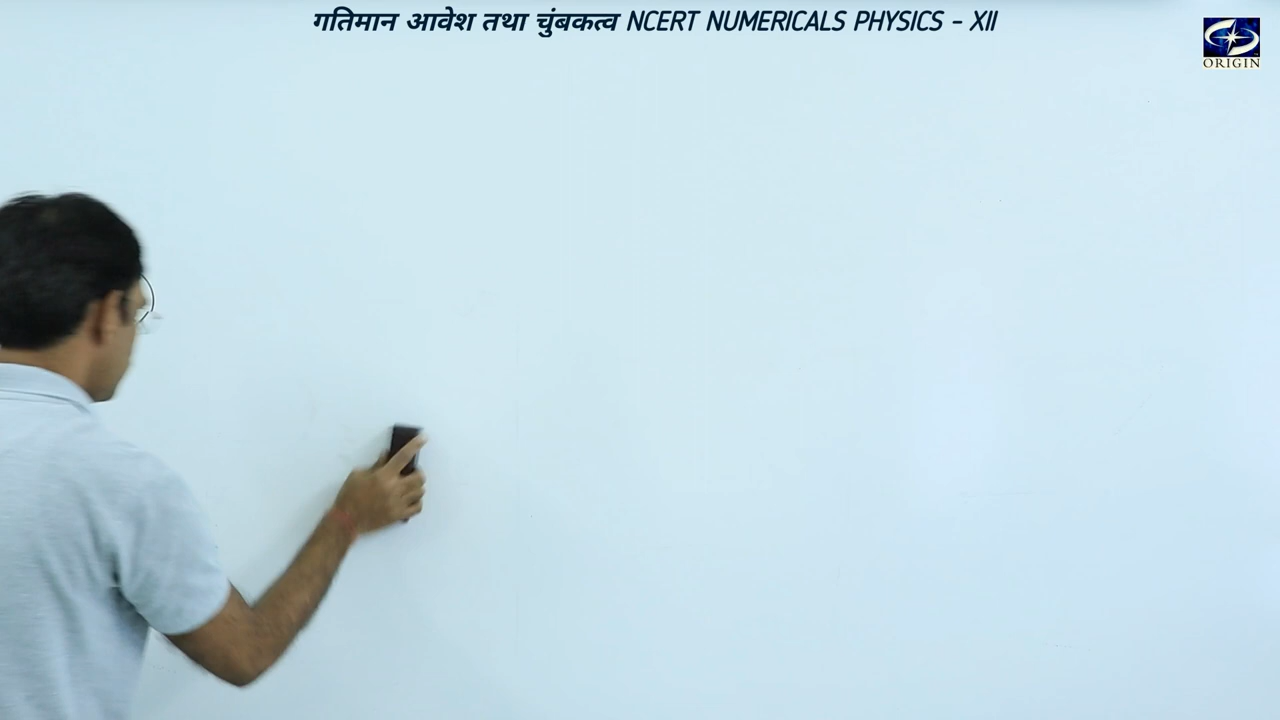 गतिमान आवेश तथा चुंबकत्व NCERT NUMERICALS PHYSICS - XII
ORIGIN